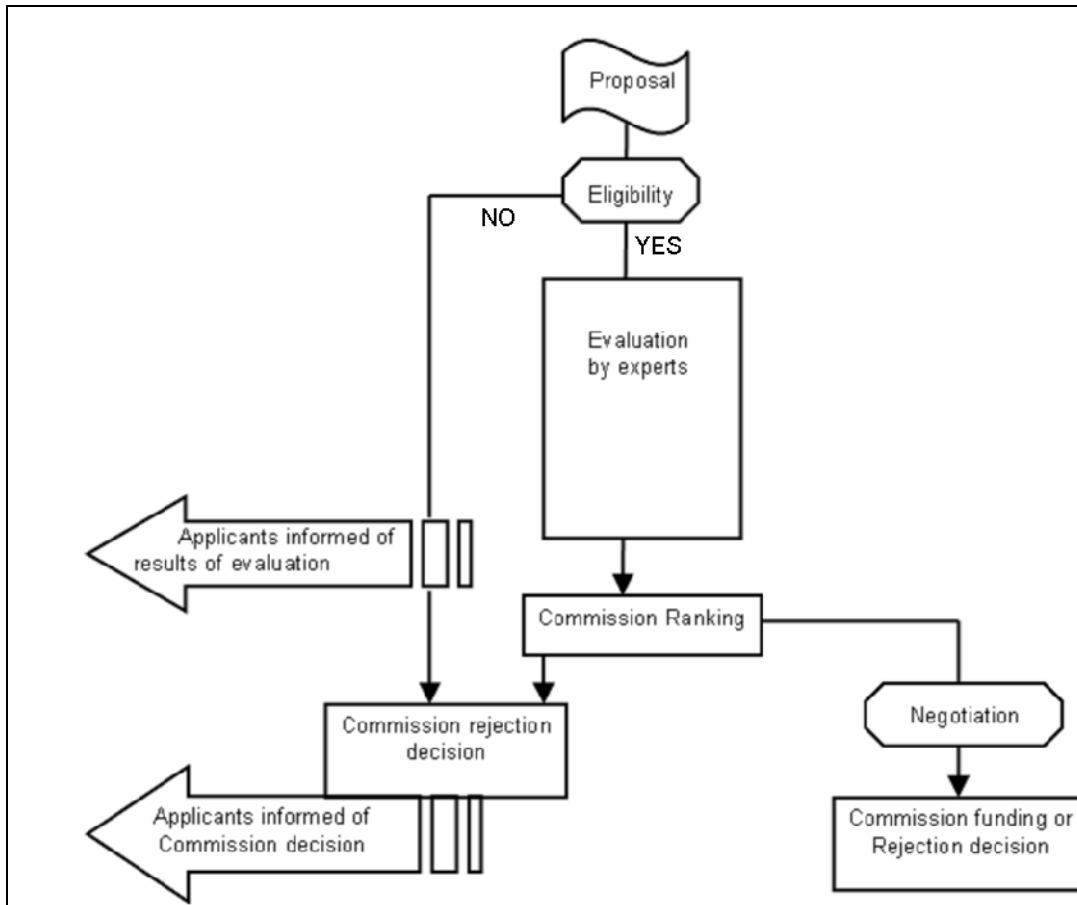 Proposal
Eligibility
NO
YES
Evaluation
by experts
Applicants informed of
results of evaluation
Commission Ranking
Commission rejection
decision
Negotiation
Applicants informed of
Commission decision
Commission funding or
Rejection decision